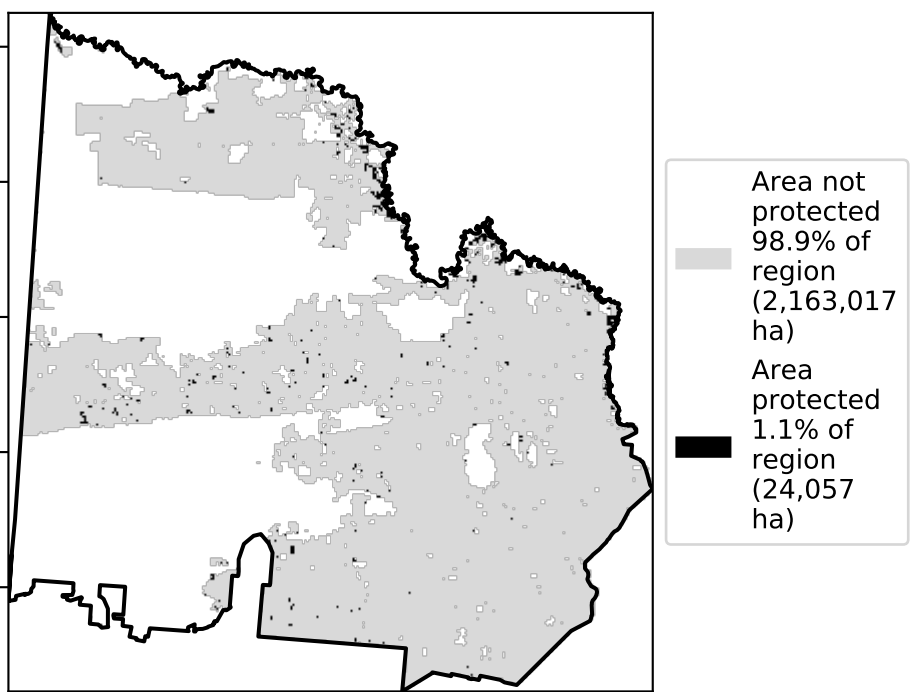 Area not
protected
98.9% of
region
(2,163,017
ha)
Area
protected
1.1% of
region
(24,057
ha)